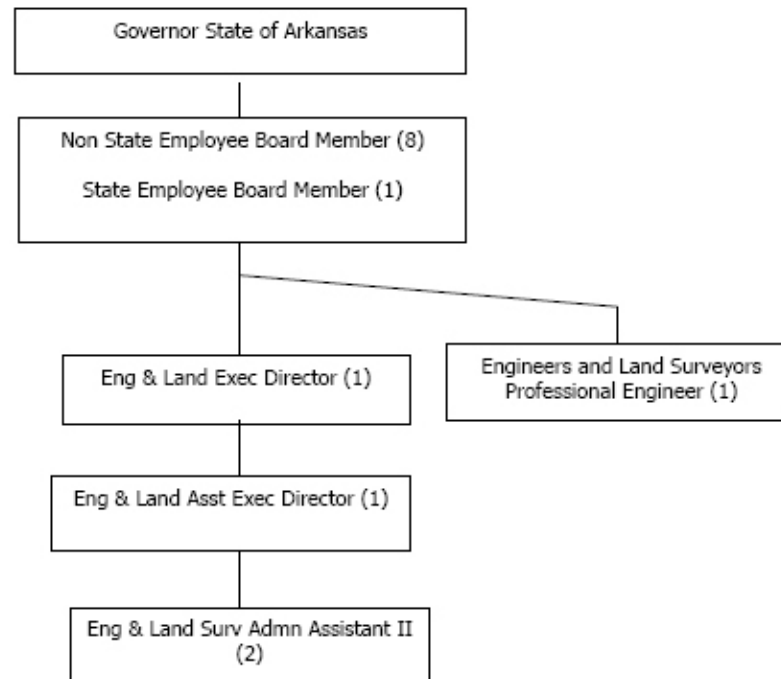 Governor State of Arkansas
Non State Employee Board Member (8)
State Employee Board Member (1)
Eng & Land Exec Director (1)
Engineers and Land Surveyors
Professional Engineer (1)
Eng & Land Asst Exec Director (1)
Eng & Land Surv Admn Assistant II
(2)